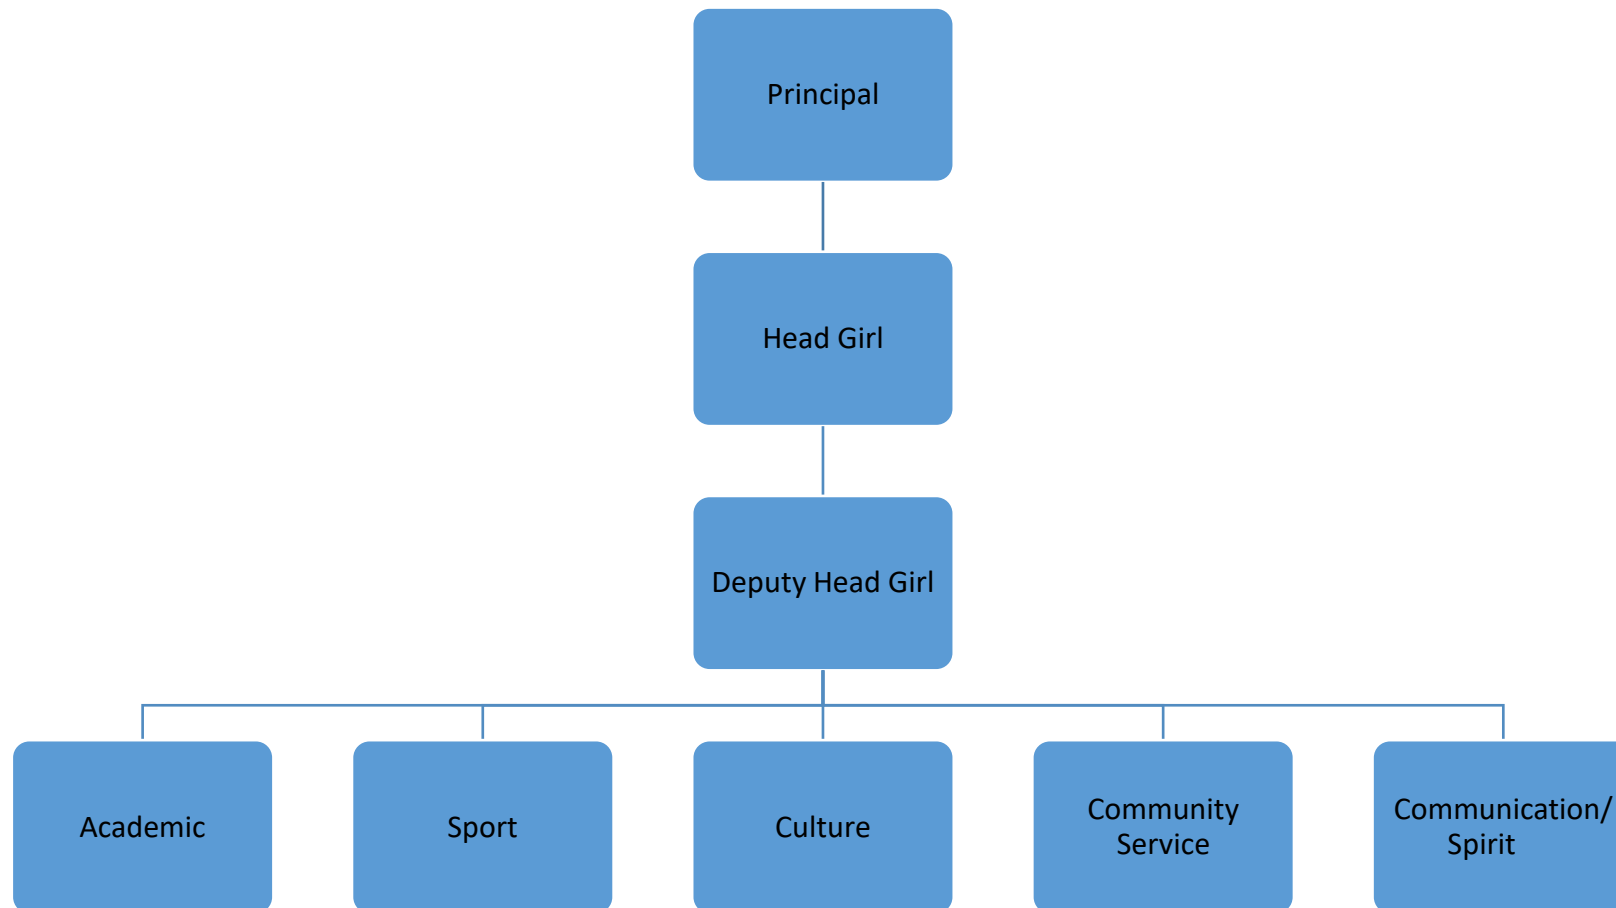 Principal
Head Girl
Deputy Head Girl
Academic
Sport
Culture
Community
Service
Communication/
Spirit